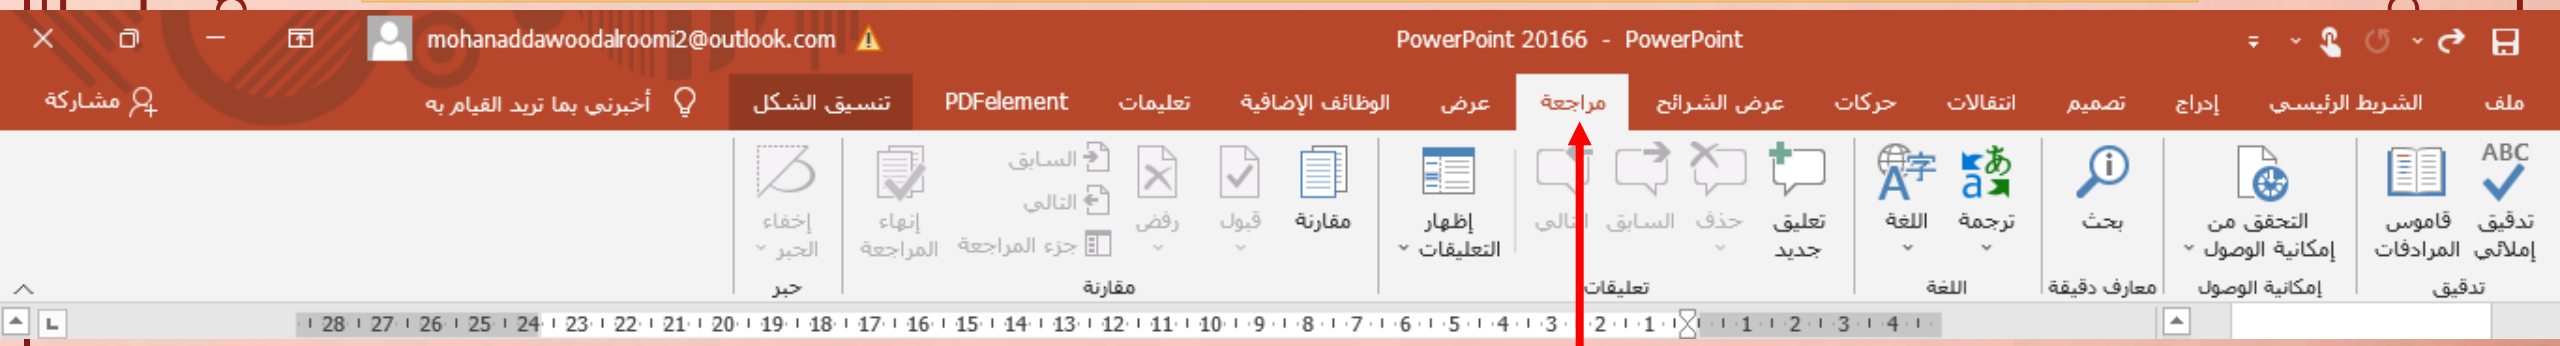 PowerPoint 20166 - PowerPoint mohanaddawoodalroomi2@outlook.com
ملف الشريط الرئيسي إدراج تصميم انتقالات حركات عرض الشرائح مراجعة عرض الوظائف الإضافية تعليمات PDFelement تنسيق الشكل أخبرني بما تريد القيام به مشاركة
ABC
تدقيق إملائي
قاموس المرادفات
تدقيق
التحقق من إمكانية الوصول
إمكانية الوصول
بحث
معارف دقيقة
ترجمة
اللغة
اللغة
تعليق جديد
حذف
السابق
التالي
إظهار التعليقات
تعليقات
مقارنة
قبول
رفض
السابق
التالي
جزء المراجعة
إنهاء المراجعة
مقارنة
إخفاء الحبر
حبر
28 27 26 25 24 23 22 21 20 19 18 17 16 15 14 13 12 11 10 9 8 7 6 5 4 3 2 1 1 2 3 4